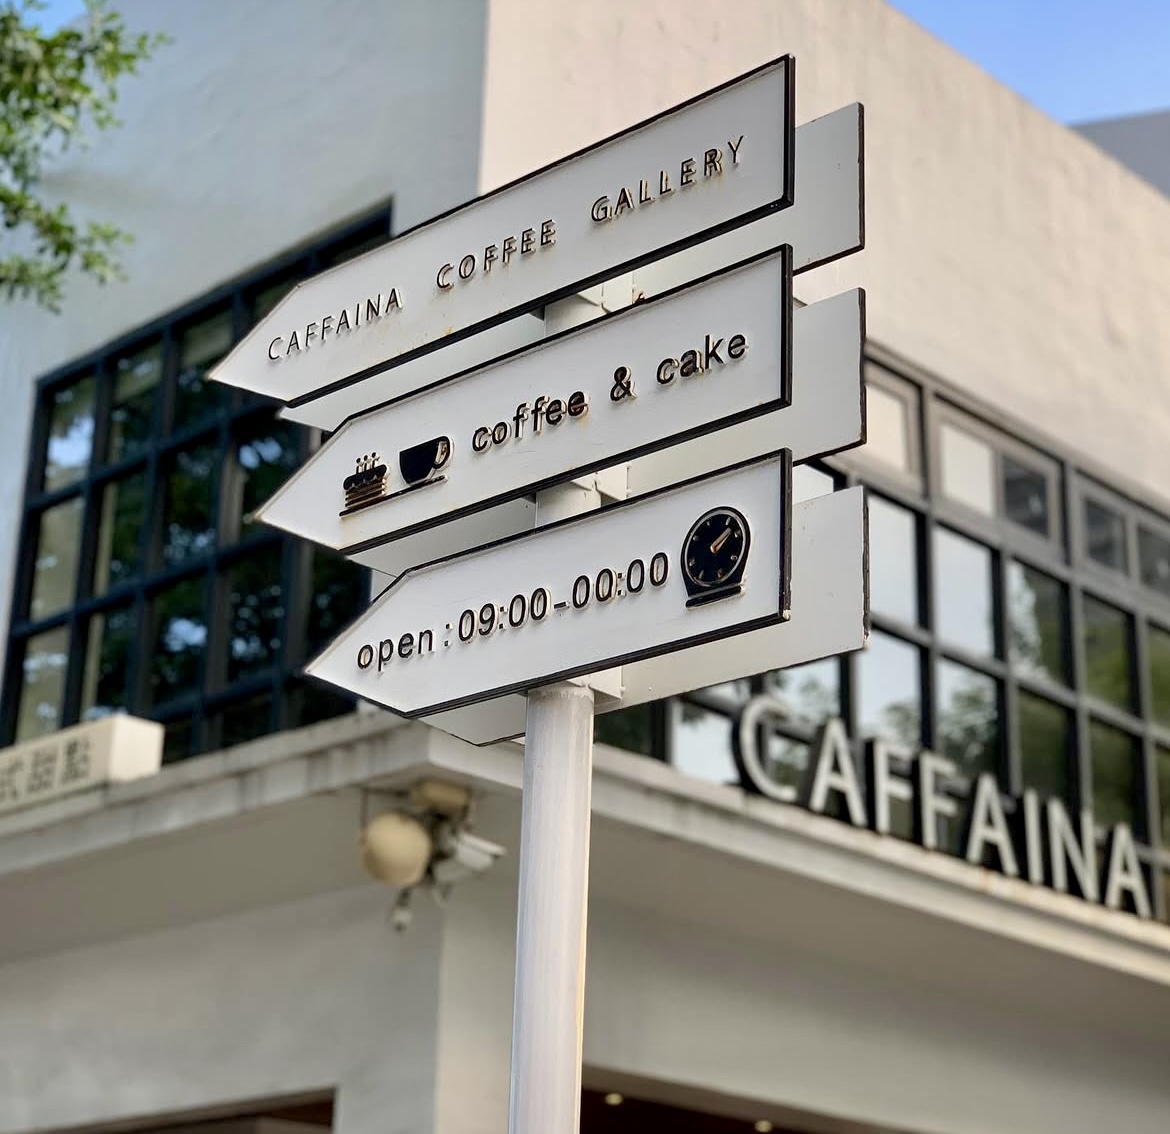 CAFFAINA COFFEE GALLERY
coffee & cake
open:09:00-00:00
CAFFAINA